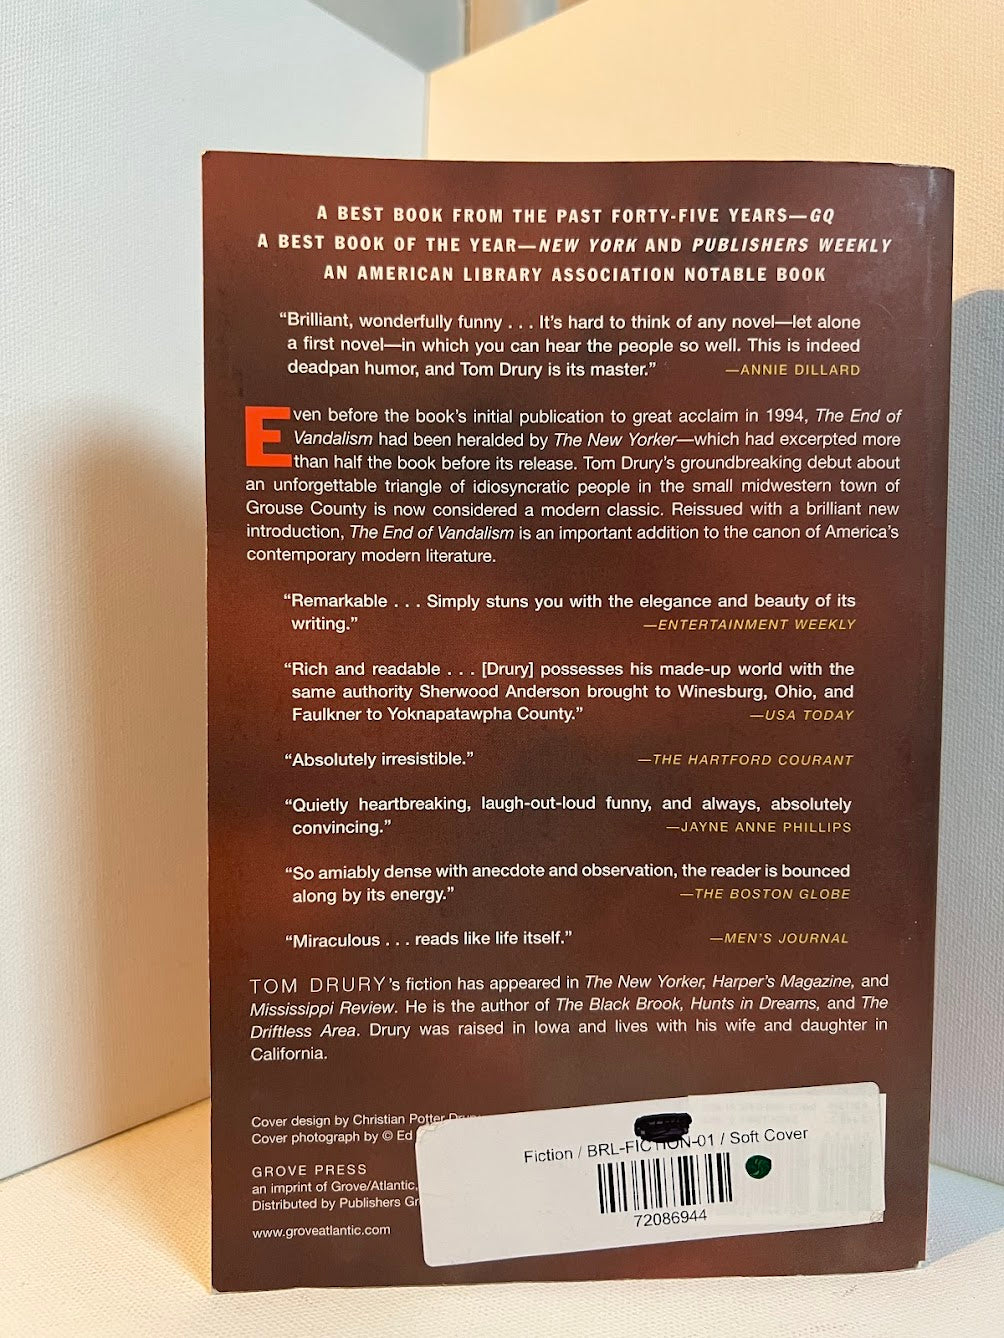 A BEST BOOK FROM THE PAST FORTY-FIVE YEARS—GQ
A BEST BOOK OF THE YEAR—NEW YORK AND PUBLISHERS WEEKLY
AN AMERICAN LIBRARY ASSOCIATION NOTABLE BOOK
“Brilliant, wonderfully funny . . . It’s hard to think of any novel—let alone
a first novel—in which you can hear the people so well. This is indeed
deadpan humor, and Tom Drury is its master.” —ANNIE DILLARD
Even before the book’s initial publication to great acclaim in 1994, The End of
Vandalism had been heralded by The New Yorker—which had excerpted more
than half the book before its release. Tom Drury’s groundbreaking debut about
an unforgettable triangle of idiosyncratic people in the small midwestern town of
Grouse County is now considered a modern classic. Reissued with a brilliant new
introduction, The End of Vandalism is an important addition to the canon of America’s
contemporary modern literature.
“Remarkable . . . Simply stuns you with the elegance and beauty of its
writing.” —ENTERTAINMENT WEEKLY
“Rich and readable . . . [Drury] possesses his made-up world with the
same authority Sherwood Anderson brought to Winesburg, Ohio, and
Faulkner to Yoknapatawpha County.” —USA TODAY
“Absolutely irresistible.” —THE HARTFORD COURANT
“Quietly heartbreaking, laugh-out-loud funny, and always, absolutely
convincing.” —JAYNE ANNE PHILLIPS
“So amiably dense with anecdote and observation, the reader is bounced
along by its energy.” —THE BOSTON GLOBE
“Miraculous . . . reads like life itself.” —MEN’S JOURNAL
TOM DRURY’s fiction has appeared in The New Yorker, Harper’s Magazine, and
Mississippi Review. He is the author of The Black Brook, Hunts in Dreams, and The
Driftless Area. Drury was raised in Iowa and lives with his wife and daughter in
California.
Cover design by Christian Potter Drury
Cover photograph by © Ed
GROVE PRESS
an imprint of Grove/Atlantic,
Distributed by Publishers Gr
www.groveatlantic.com
Fiction / BRL-FICTION-01 / Soft Cover
72086944